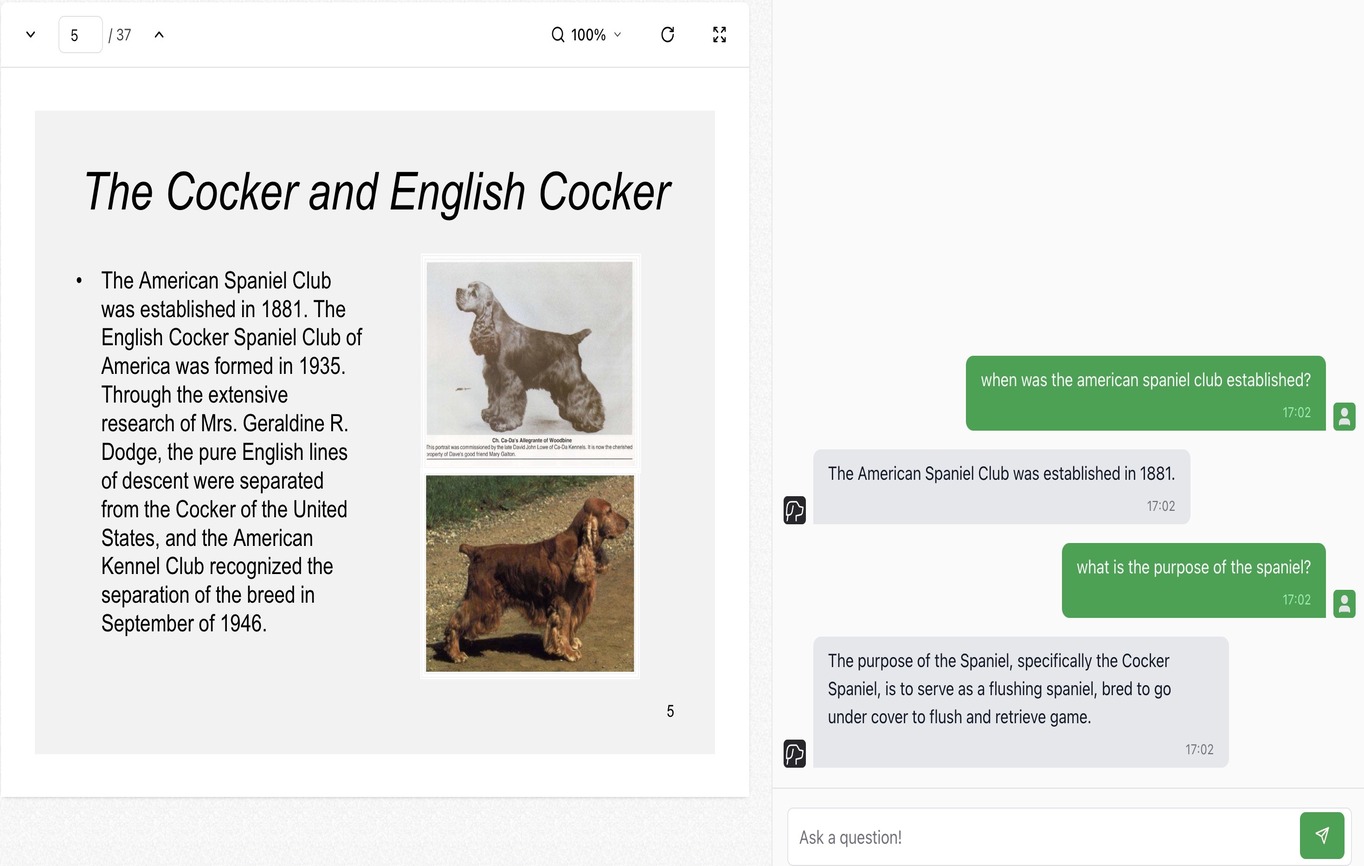 5 / 37
100%
The Cocker and English Cocker
• The American Spaniel Club
was established in 1881. The
English Cocker Spaniel Club of
America was formed in 1935.
Through the extensive
research of Mrs. Geraldine R.
Dodge, the pure English lines
of descent were separated
from the Cocker of the United
States, and the American
Kennel Club recognized the
separation of the breed in
September of 1946.
Ch. Ca-Da's Allegrante of Woodbine
This portrait was commissioned by the late David John Lowe of Ca-Da Kennels. It is now the cherished
property of Dave's good friend Mary Galton.
5
when was the american spaniel club established?
17:02
The American Spaniel Club was established in 1881.
17:02
what is the purpose of the spaniel?
17:02
The purpose of the Spaniel, specifically the Cocker
Spaniel, is to serve as a flushing spaniel, bred to go
under cover to flush and retrieve game.
17:02
Ask a question!